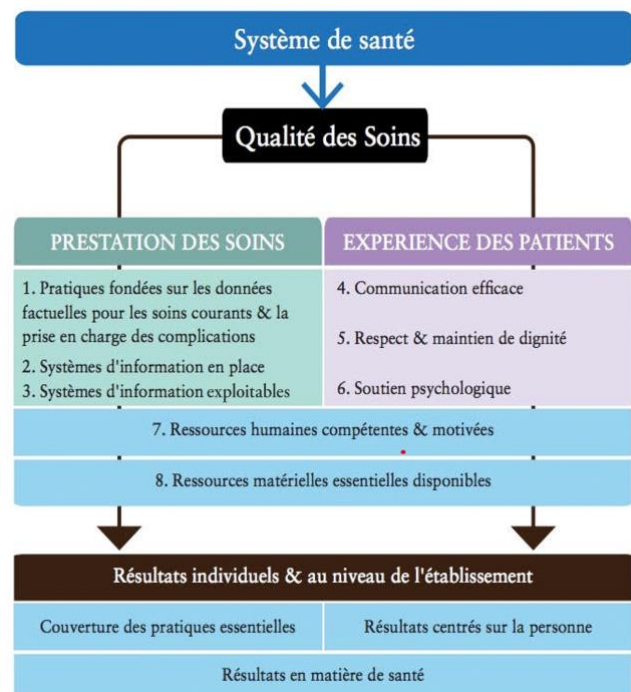 Système de santé
Qualité des Soins
PRESTATION DES SOINS
1. Pratiques fondées sur les données
factuelles pour les soins courants & la
prise en charge des complications
2. Systèmes d'information en place
3. Systèmes d'information exploitables
EXPERIENCE DES PATIENTS
4. Communication efficace
5. Respect & maintien de dignité
6. Soutien psychologique
7. Ressources humaines compétentes & motivées
8. Ressources matérielles essentielles disponibles
Résultats individuels & au niveau de l'établissement
Couverture des pratiques essentielles
Résultats centrés sur la personne
Résultats en matière de santé